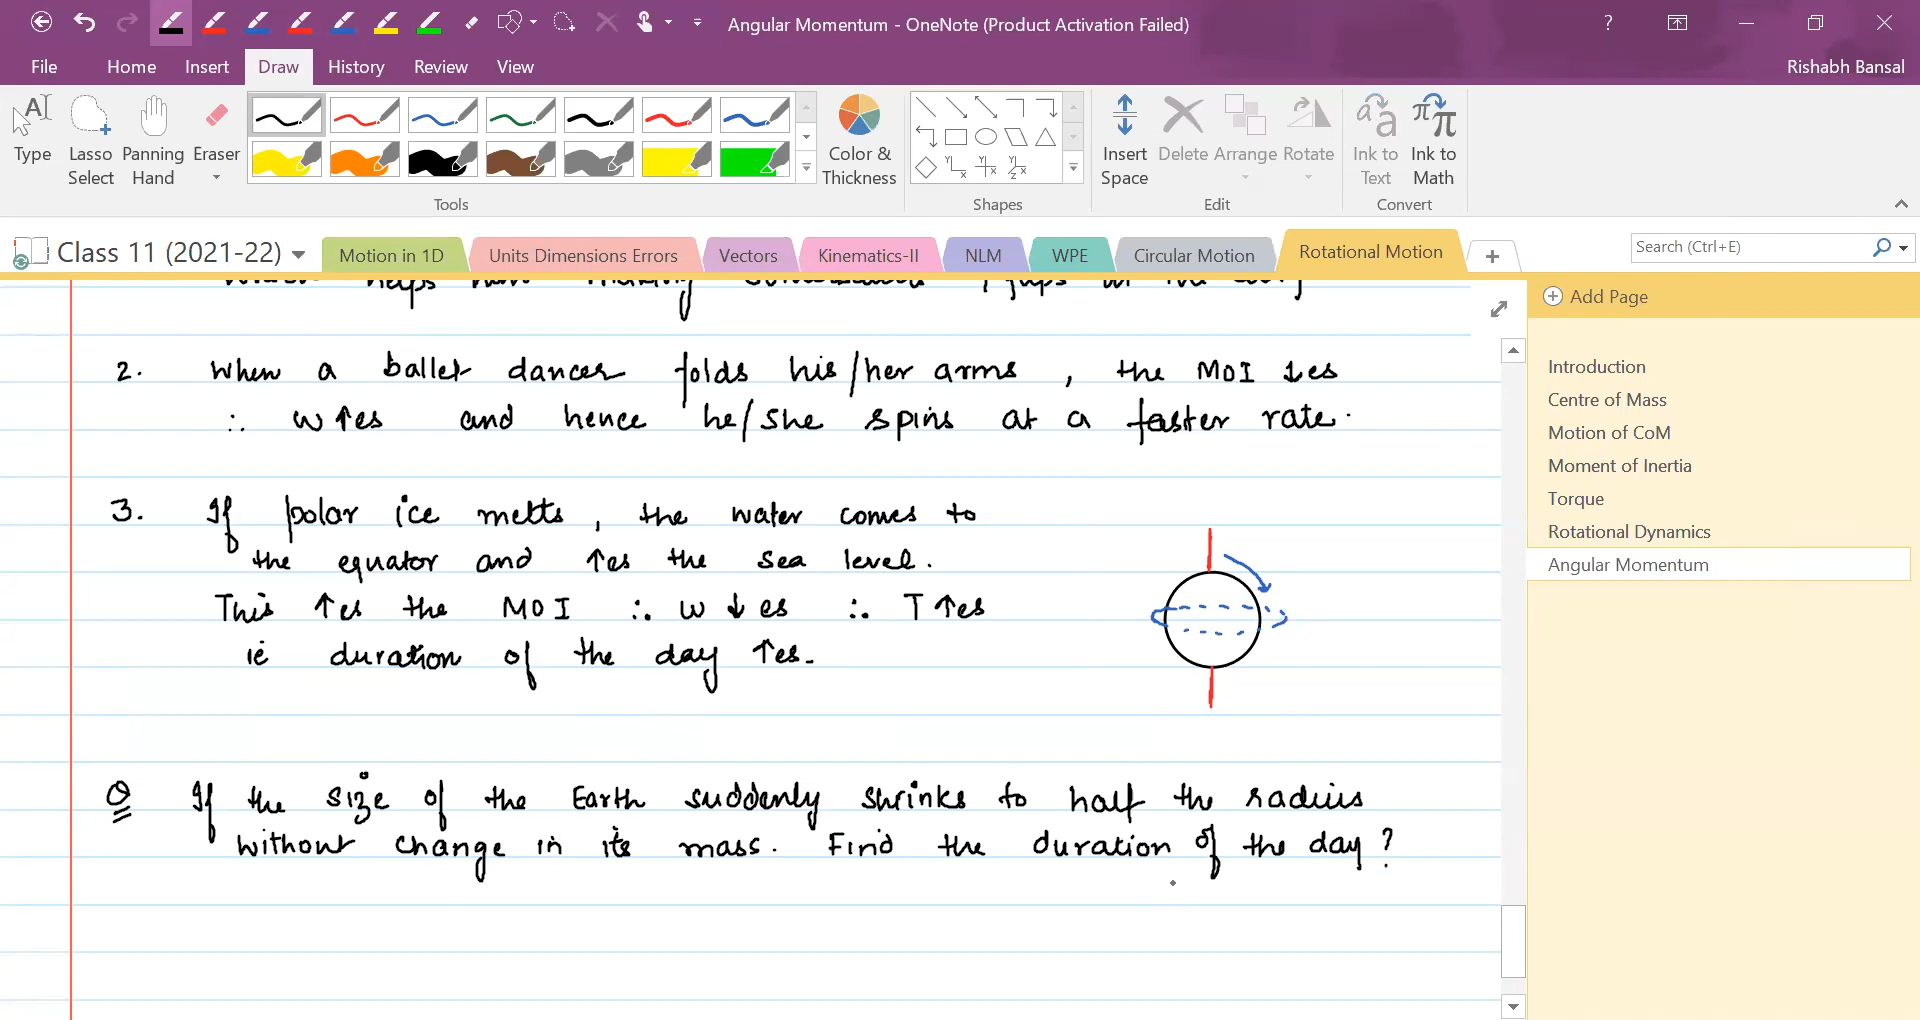 Angular Momentum - OneNote (Product Activation Failed)
?
File Home Insert Draw History Review View
Rishabh Bansal
Type
Lasso Select
Panning Hand
Eraser
Color & Thickness
Insert Space
Delete
Arrange
Rotate
Ink to Text
Ink to Math
Tools
Shapes
Edit
Convert
Class 11 (2021-22)
Motion in 1D
Units Dimensions Errors
Vectors
Kinematics-II
NLM
WPE
Circular Motion
Rotational Motion
Search (Ctrl+E)
Add Page
Introduction
Centre of Mass
Motion of CoM
Moment of Inertia
Torque
Rotational Dynamics
Angular Momentum
helps him making
2. When a ballet dancer folds his/her arms, the MOI ↓es
∴ w ↑es and hence he/she spins at a faster rate.
3. If polar ice melts, the water comes to
the equator and ↑es the sea level.
This ↑es the MOI ∴ w ↓es ∴ T ↑es
ie duration of the day ↑es.
Q If the size of the Earth suddenly shrinks to half the radius
without change in its mass. Find the duration of the day?